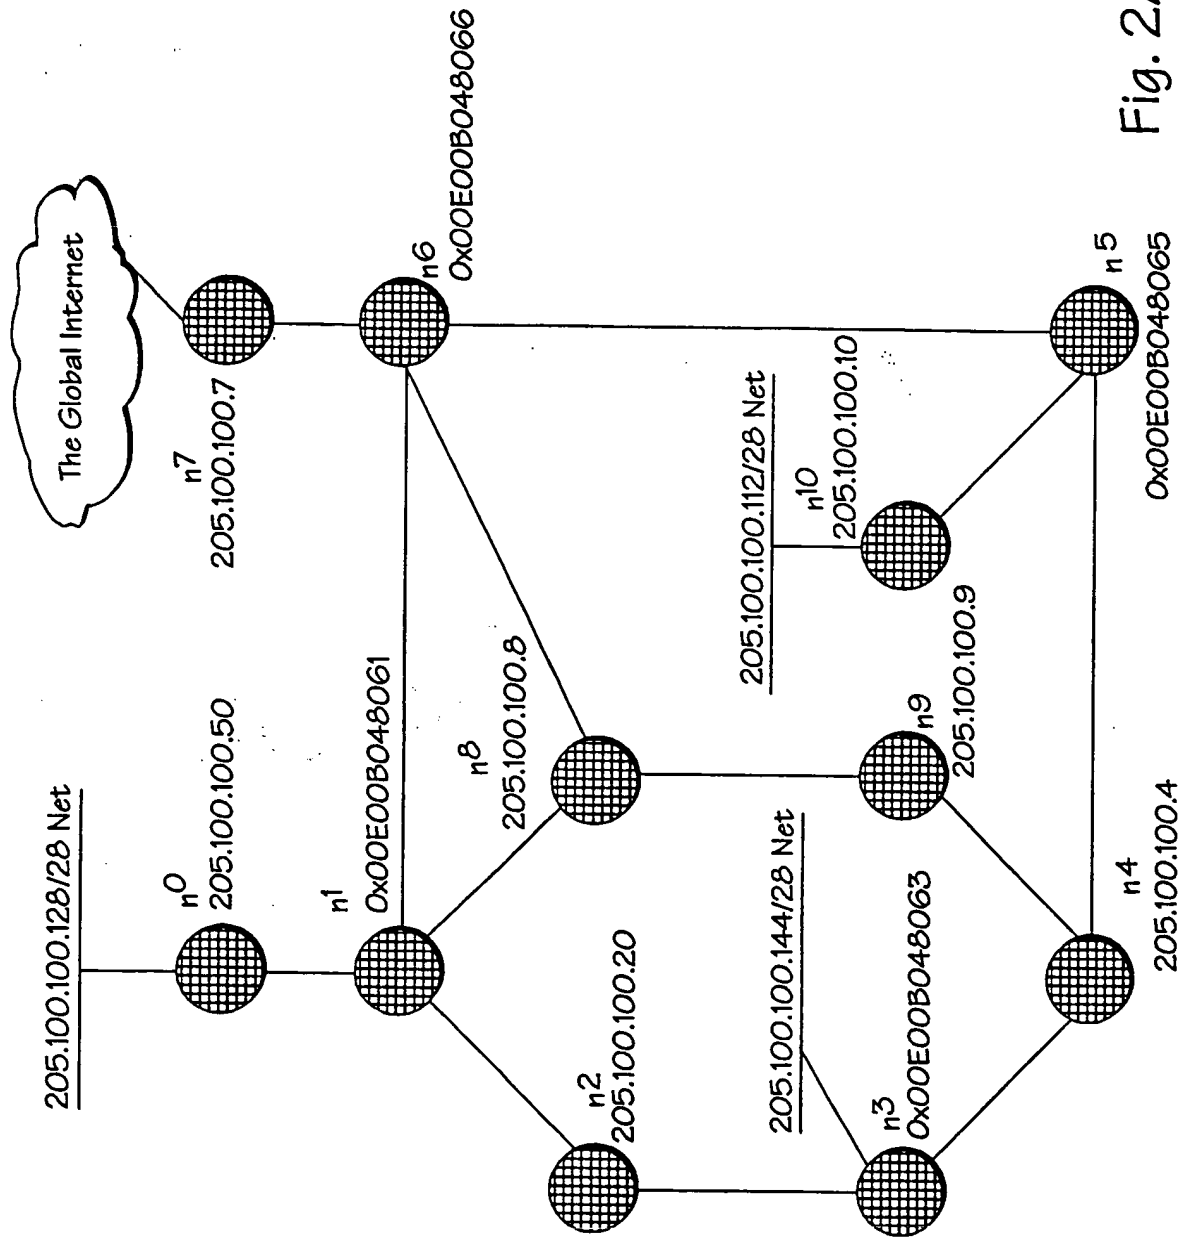 The Global Internet
205.100.100.128/28 Net
n0
205.100.100.50
n7
205.100.100.7
n1
0x00E00B048061
n6
0x00E00B048066
n8
205.100.100.8
n2
205.100.100.20
205.100.100.144/28 Net
205.100.100.112/28 Net
n10
205.100.100.10
n3
0x00E00B048063
n9
205.100.100.9
n4
205.100.100.4
n5
0x00E00B048065
Fig. 2A